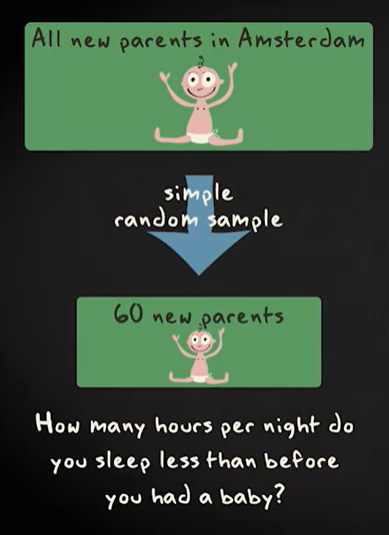 All new parents in Amsterdam
simple
random sample
60 new parents
How many hours per night do
you sleep less than before
you had a baby?